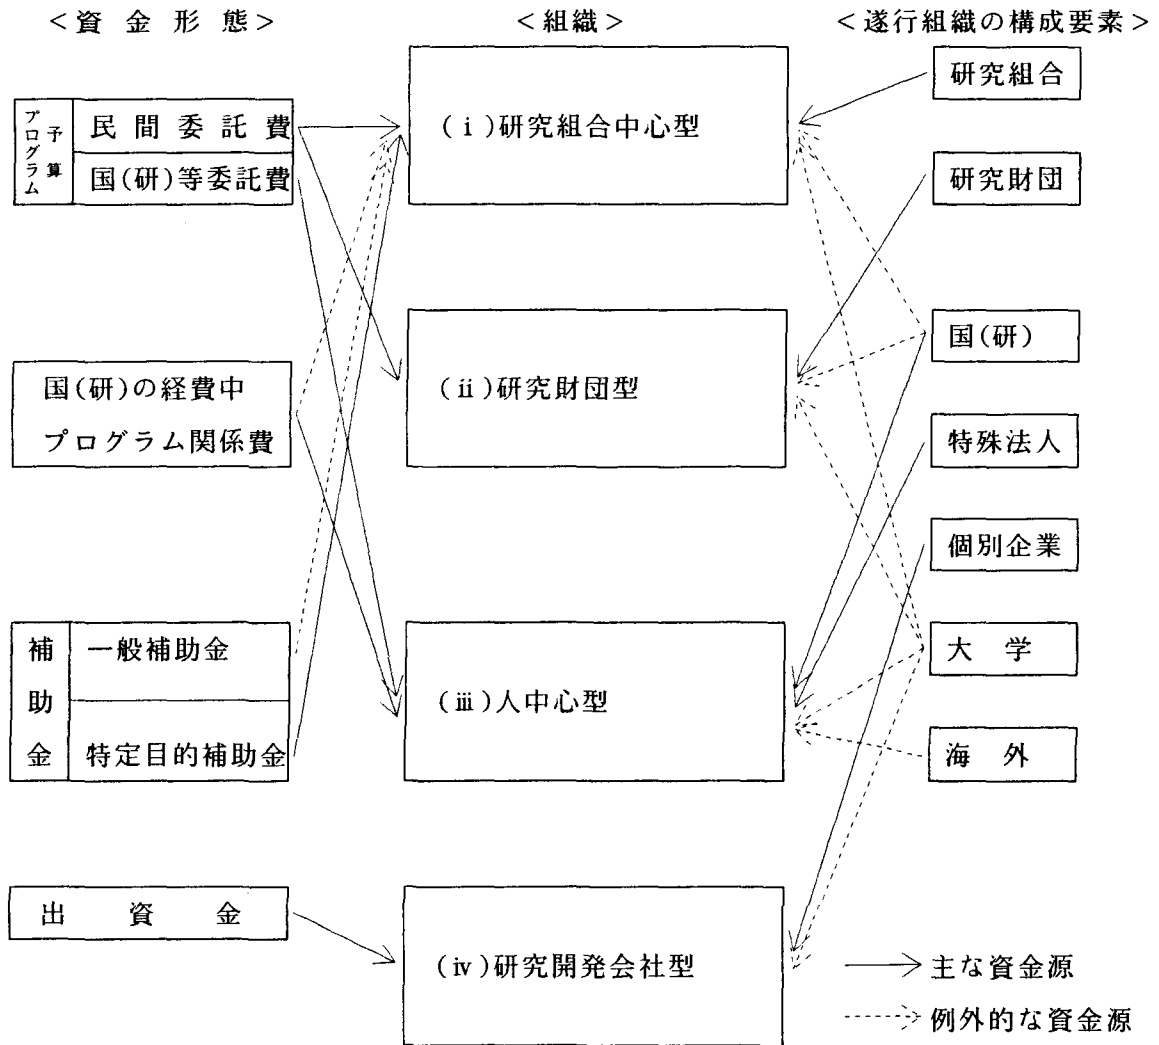 ＜資 金 形 態＞
＜組織＞
＜遂行組織の構成要素＞
プログラム
予算
民 間 委 託 費
国(研)等委託費
国(研)の経費中
プログラム関係費
補助金
一般補助金
特定目的補助金
出 資 金
(ⅰ)研究組合中心型
(ⅱ)研究財団型
(ⅲ)人中心型
(ⅳ)研究開発会社型
研究組合
研究財団
国(研)
特殊法人
個別企業
大 学
海 外
主な資金源
例外的な資金源